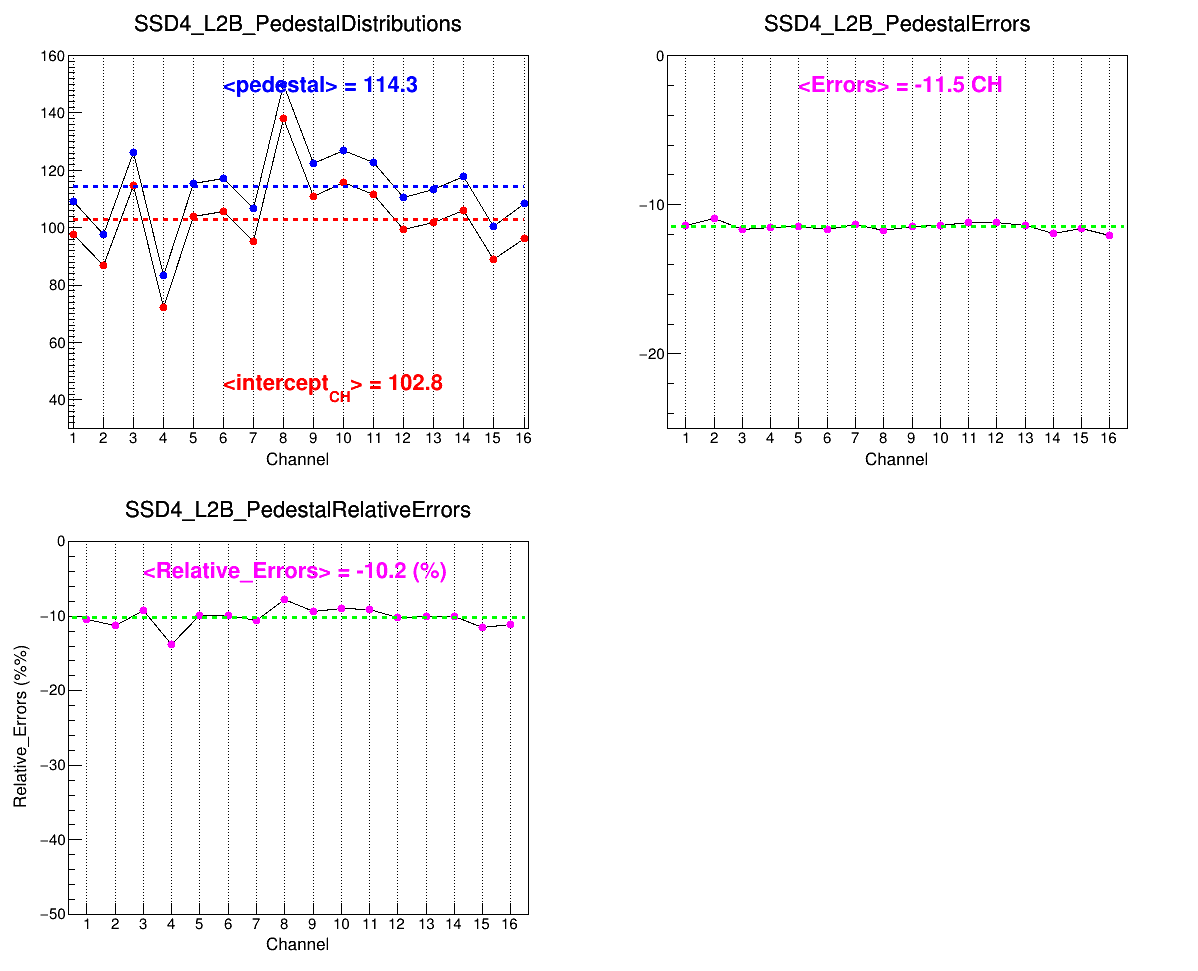 SSD4_L2B_PedestalDistributions
<pedestal> = 114.3
160
140
120
100
80
60
40
<intercept_CH> = 102.8
1 2 3 4 5 6 7 8 9 10 11 12 13 14 15 16
Channel
SSD4_L2B_PedestalErrors
<Errors> = -11.5 CH
0
−10
−20
1 2 3 4 5 6 7 8 9 10 11 12 13 14 15 16
Channel
SSD4_L2B_PedestalRelativeErrors
<Relative_Errors> = -10.2 (%)
Relative_Errors (%%)
0
−10
−20
−30
−40
−50
1 2 3 4 5 6 7 8 9 10 11 12 13 14 15 16
Channel